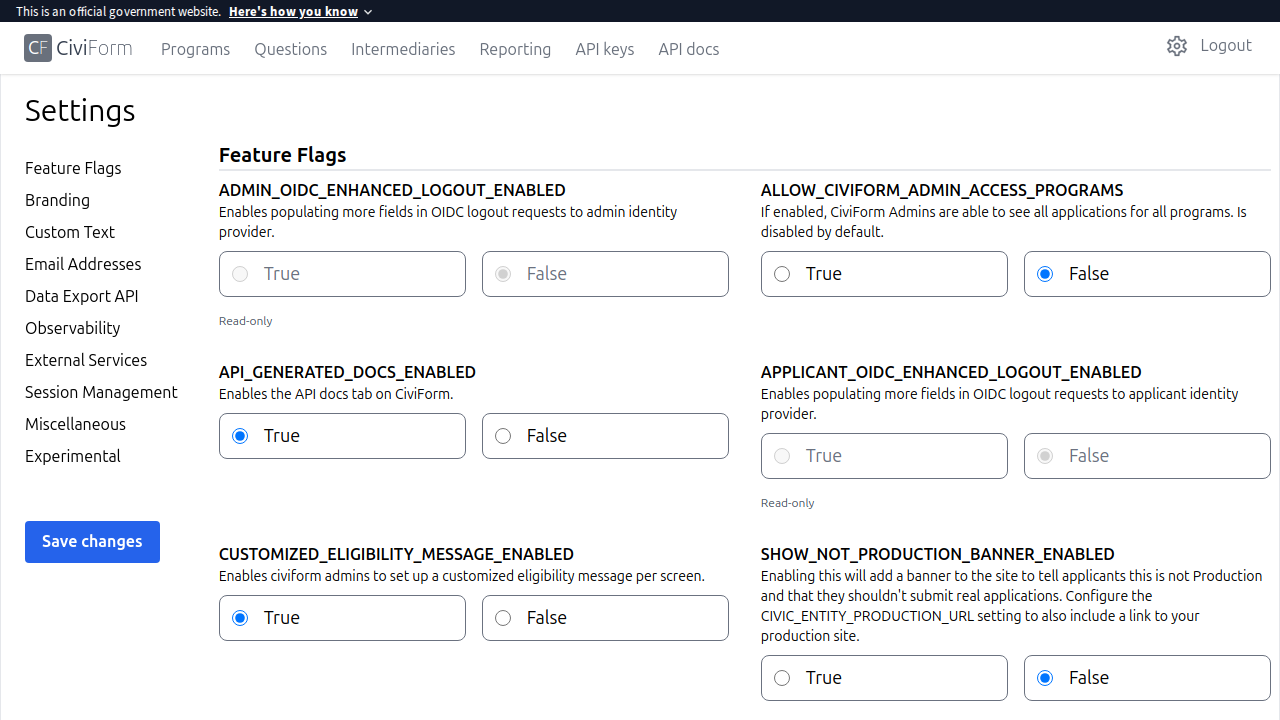 This is an official government website. Here's how you know
CF CiviForm Programs Questions Intermediaries Reporting API keys API docs Logout
Settings
Feature Flags
Branding
Custom Text
Email Addresses
Data Export API
Observability
External Services
Session Management
Miscellaneous
Experimental
Save changes
Feature Flags
ADMIN_OIDC_ENHANCED_LOGOUT_ENABLED
Enables populating more fields in OIDC logout requests to admin identity
provider.
True False
Read-only
ALLOW_CIVIFORM_ADMIN_ACCESS_PROGRAMS
If enabled, CiviForm Admins are able to see all applications for all programs. Is
disabled by default.
True False
API_GENERATED_DOCS_ENABLED
Enables the API docs tab on CiviForm.
True False
APPLICANT_OIDC_ENHANCED_LOGOUT_ENABLED
Enables populating more fields in OIDC logout requests to applicant identity
provider.
True False
Read-only
CUSTOMIZED_ELIGIBILITY_MESSAGE_ENABLED
Enables civiform admins to set up a customized eligibility message per screen.
True False
SHOW_NOT_PRODUCTION_BANNER_ENABLED
Enabling this will add a banner to the site to tell applicants this is not Production
and that they shouldn't submit real applications. Configure the
CIVIC_ENTITY_PRODUCTION_URL setting to also include a link to your
production site.
True False